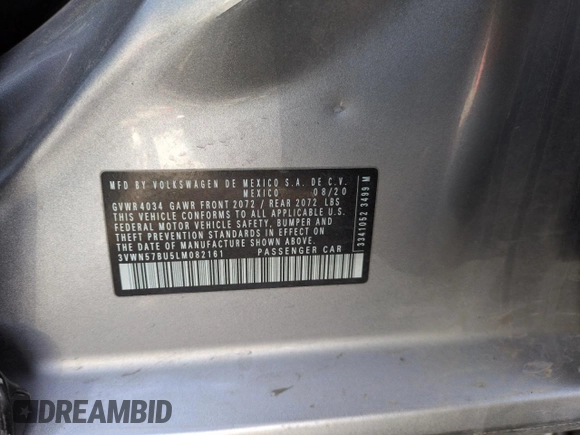 MFD BY VOLKSWAGEN DE MEXICO S.A. DE C.V.
MEXICO 08/20
GVWR 4034 GAWR FRONT 2072 / REAR 2072 LBS
THIS VEHICLE CONFORMS TO ALL APPLICABLE U.S.
FEDERAL MOTOR VEHICLE SAFETY, BUMPER AND
THEFT PREVENTION STANDARDS IN EFFECT ON
THE DATE OF MANUFACTURE SHOWN ABOVE.
3VWN57BU5LM082161 PASSENGER CAR
3341052 3499 M
DREAMBID